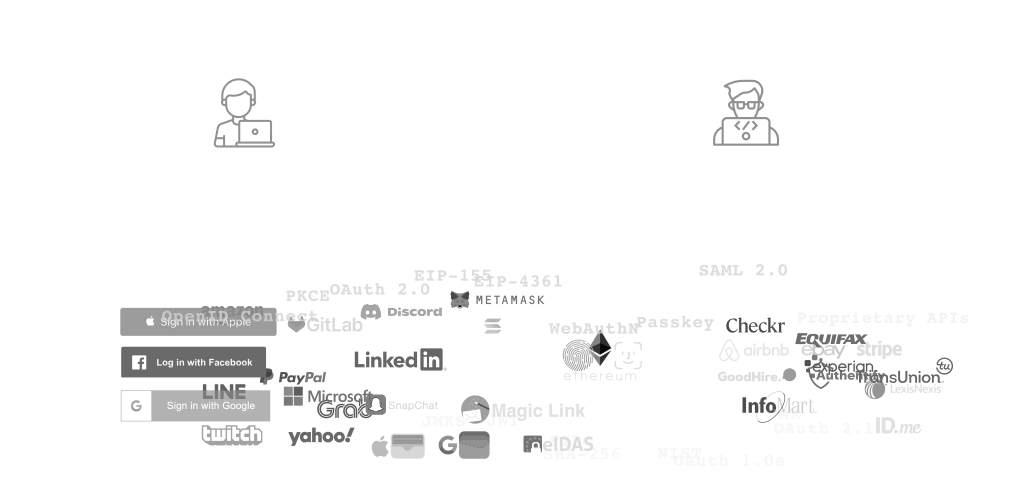 EIP-155
EIP-4361
SAML 2.0
PKCE
OAuth 2.0
METAMASK
amazon
OpenID Connect
Sign in with Apple
GitLab
Discord
WebAuthN
Passkey
Checkr
Proprietary APIs
EQUIFAX
airbnb
ebay
stripe
Log in with Facebook
Linkedin
ethereum
experian.
Authentify
TransUnion
tu
GoodHire.
LexisNexis
PayPal
LINE
Microsoft
Grab
SnapChat
G
Sign in with Google
Magic Link
InfoMart.
JWKS
JWT
OAuth 2.1
ID.me
twitch
yahoo!
G
eIDAS
SHA-256
NIST
OAuth 1.0a